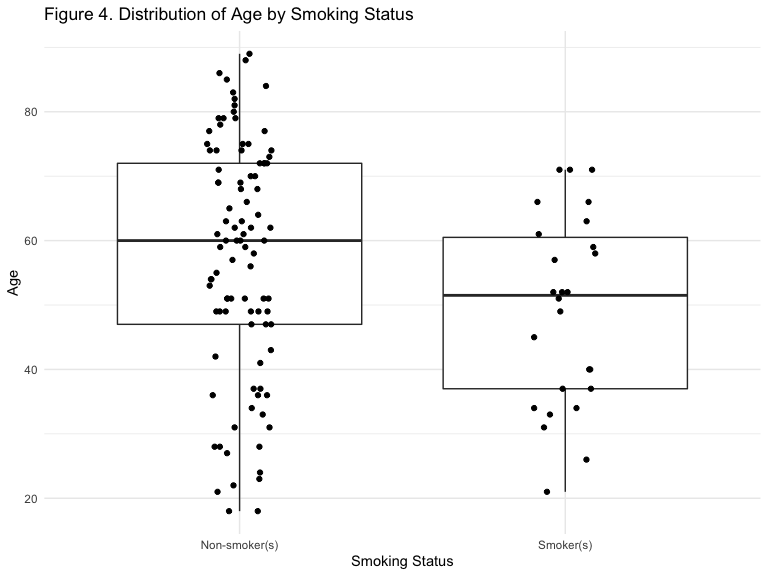 Figure 4. Distribution of Age by Smoking Status
80
60
40
20
Age
Non-smoker(s) Smoker(s)
Smoking Status